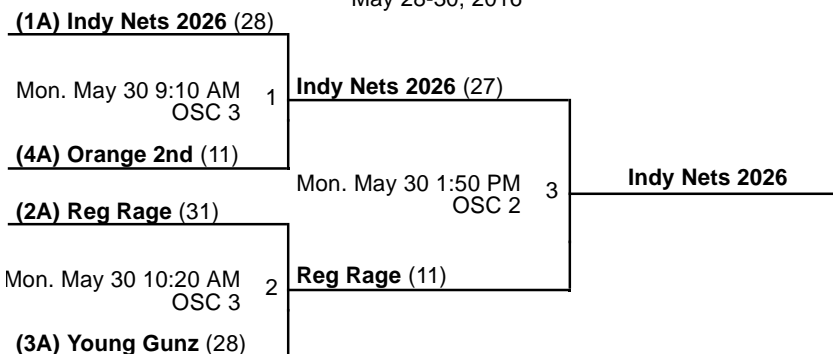 May 28-30, 2016
(1A) Indy Nets 2026 (28)
Mon. May 30 9:10 AM 1
OSC 3
Indy Nets 2026 (27)
(4A) Orange 2nd (11)
Mon. May 30 1:50 PM 3
OSC 2
Indy Nets 2026
(2A) Reg Rage (31)
Mon. May 30 10:20 AM 2
OSC 3
Reg Rage (11)
(3A) Young Gunz (28)